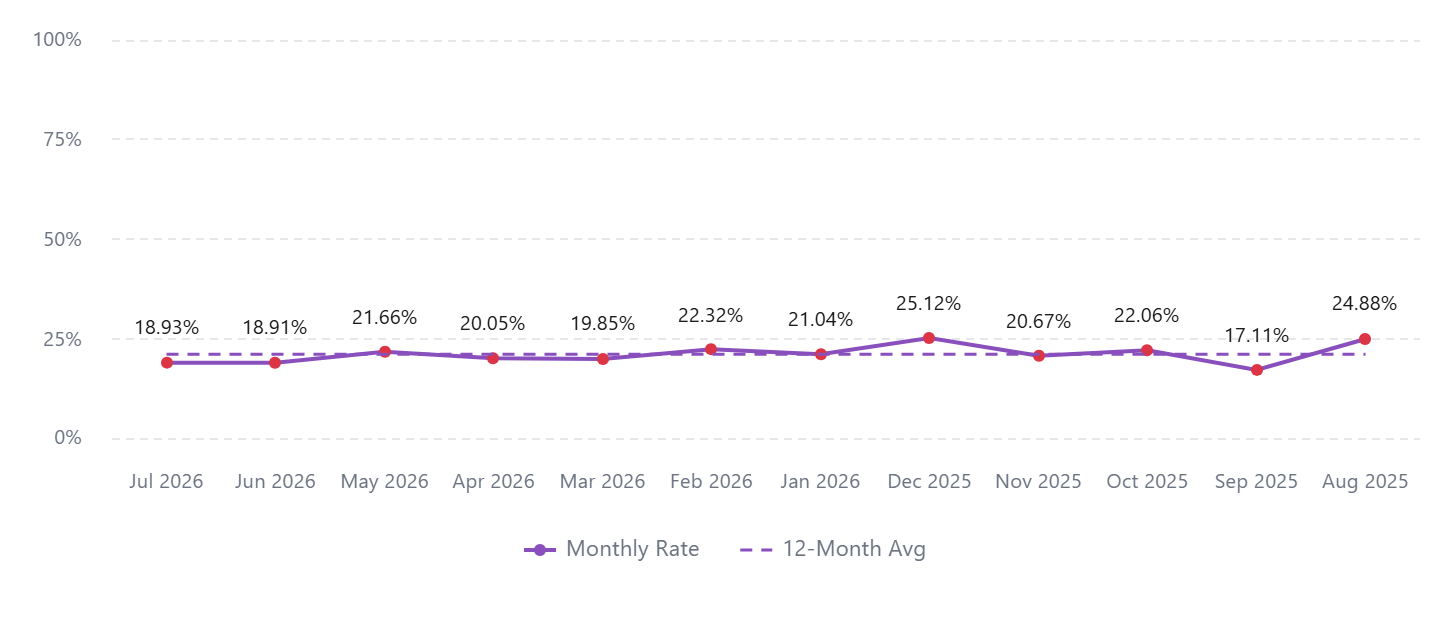 100%
75%
50%
25%
0%
18.93% 18.91% 21.66% 20.05% 19.85% 22.32% 21.04% 25.12% 20.67% 22.06% 17.11% 24.88%
Jul 2026 Jun 2026 May 2026 Apr 2026 Mar 2026 Feb 2026 Jan 2026 Dec 2025 Nov 2025 Oct 2025 Sep 2025 Aug 2025
Monthly Rate 12-Month Avg